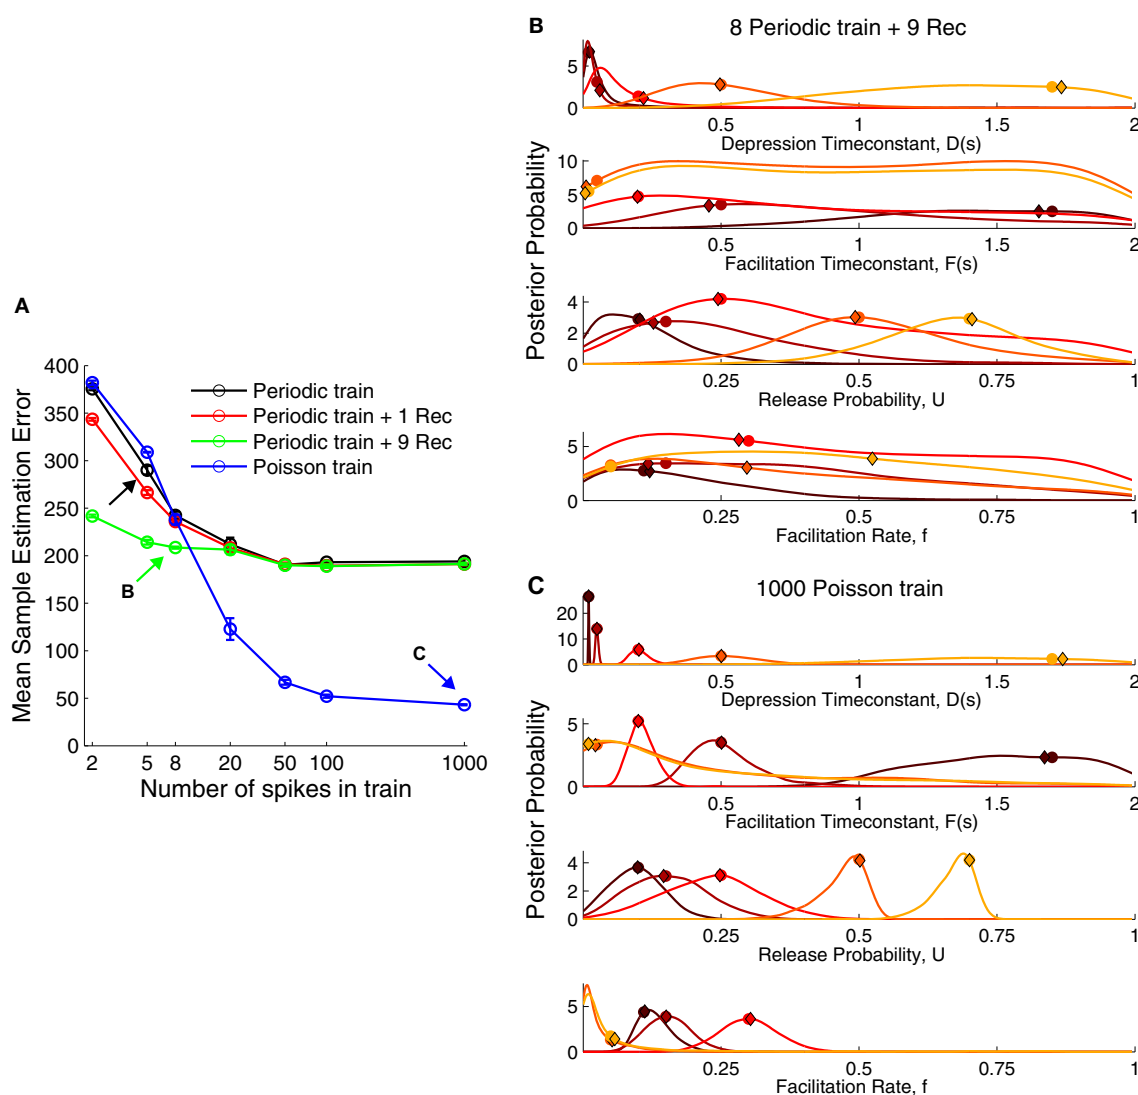 A
Mean Sample Estimation Error
400
350
300
250
200
150
100
50
0
Periodic train
Periodic train + 1 Rec
Periodic train + 9 Rec
Poisson train
B
C
2 5 8 20 50 100 1000
Number of spikes in train
B
8 Periodic train + 9 Rec
Posterior Probability
5
0
0.5 1 1.5 2
Depression Timeconstant, D(s)
10
5
0
0.5 1 1.5 2
Facilitation Timeconstant, F(s)
4
2
0
0.25 0.5 0.75 1
Release Probability, U
5
0
0.25 0.5 0.75 1
Facilitation Rate, f
C
1000 Poisson train
Posterior Probability
20
10
0
0.5 1 1.5 2
Depression Timeconstant, D(s)
5
0
0.5 1 1.5 2
Facilitation Timeconstant, F(s)
4
2
0
0.25 0.5 0.75 1
Release Probability, U
5
0
0.25 0.5 0.75 1
Facilitation Rate, f